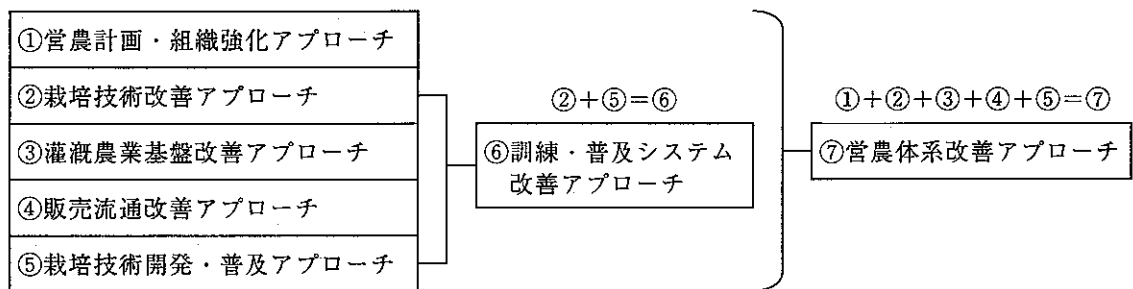 ①営農計画・組織強化アプローチ
②栽培技術改善アプローチ
③灌漑農業基盤改善アプローチ
④販売流通改善アプローチ
⑤栽培技術開発・普及アプローチ
②+⑤=⑥
⑥訓練・普及システム
改善アプローチ
①+②+③+④+⑤=⑦
⑦営農体系改善アプローチ